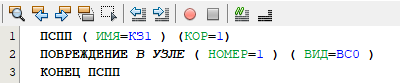 1 ПСПП ( ИМЯ=КЗ1 ) (КОР=1)
2 ПОВРЕЖДЕНИЕ В УЗЛЕ ( НОМЕР=1 ) ( ВИД=ВС0 )
3 КОНЕЦ ПСПП